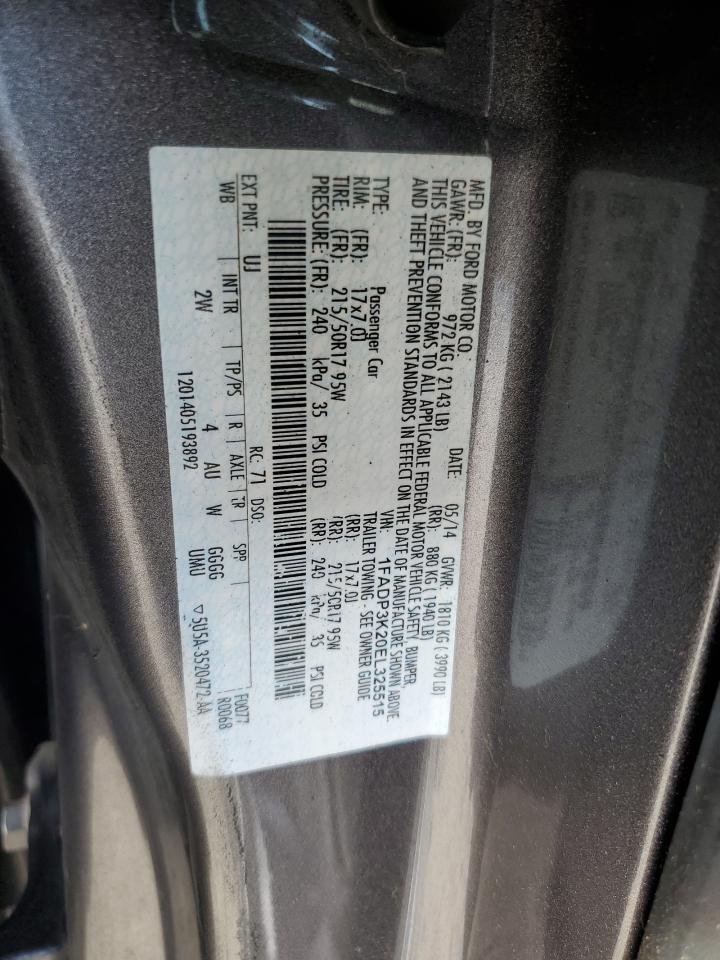 MFD. BY FORD MOTOR CO. DATE: 05/14 GVWR: 1810 KG ( 3990 LB)
GAWR: (FR): 972 KG ( 2143 LB) (RR): 880 KG ( 1940 LB)
THIS VEHICLE CONFORMS TO ALL APPLICABLE FEDERAL MOTOR VEHICLE SAFETY, BUMPER,
AND THEFT PREVENTION STANDARDS IN EFFECT ON THE DATE OF MANUFACTURE SHOWN ABOVE.
VIN: 1FADP3K20EL325515
TYPE: Passenger Car TRAILER TOWING - SEE OWNER GUIDE
RIM: (FR): 17x7.0J (RR): 17x7.0J
TIRE: (FR): 215/50R17 95W (RR): 215/50R17 95W
PRESSURE: (FR): 240 kPa/ 35 PSI COLD (RR): 240 kPa/ 35 PSI COLD
EXT PNT: UJ RC: 71 DSO: F0077
WB INT TR TP/PS R AXLE TR SPR R0068
2W 4 AU W GGGG ▽5U5A-3520472-AA
1201405193892 UMU